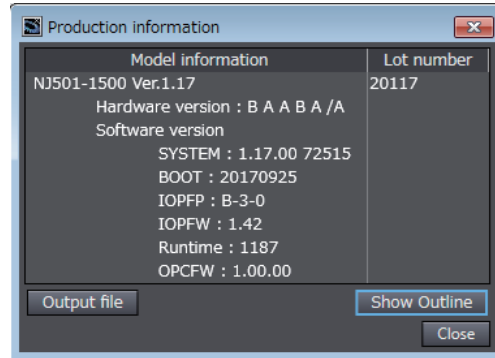 Production information
Model information Lot number
NJ501-1500 Ver.1.17 20117
Hardware version : B A A B A /A
Software version
SYSTEM : 1.17.00 72515
BOOT : 20170925
IOPFP : B-3-0
IOPFW : 1.42
Runtime : 1187
OPCFW : 1.00.00
Output file Show Outline
Close